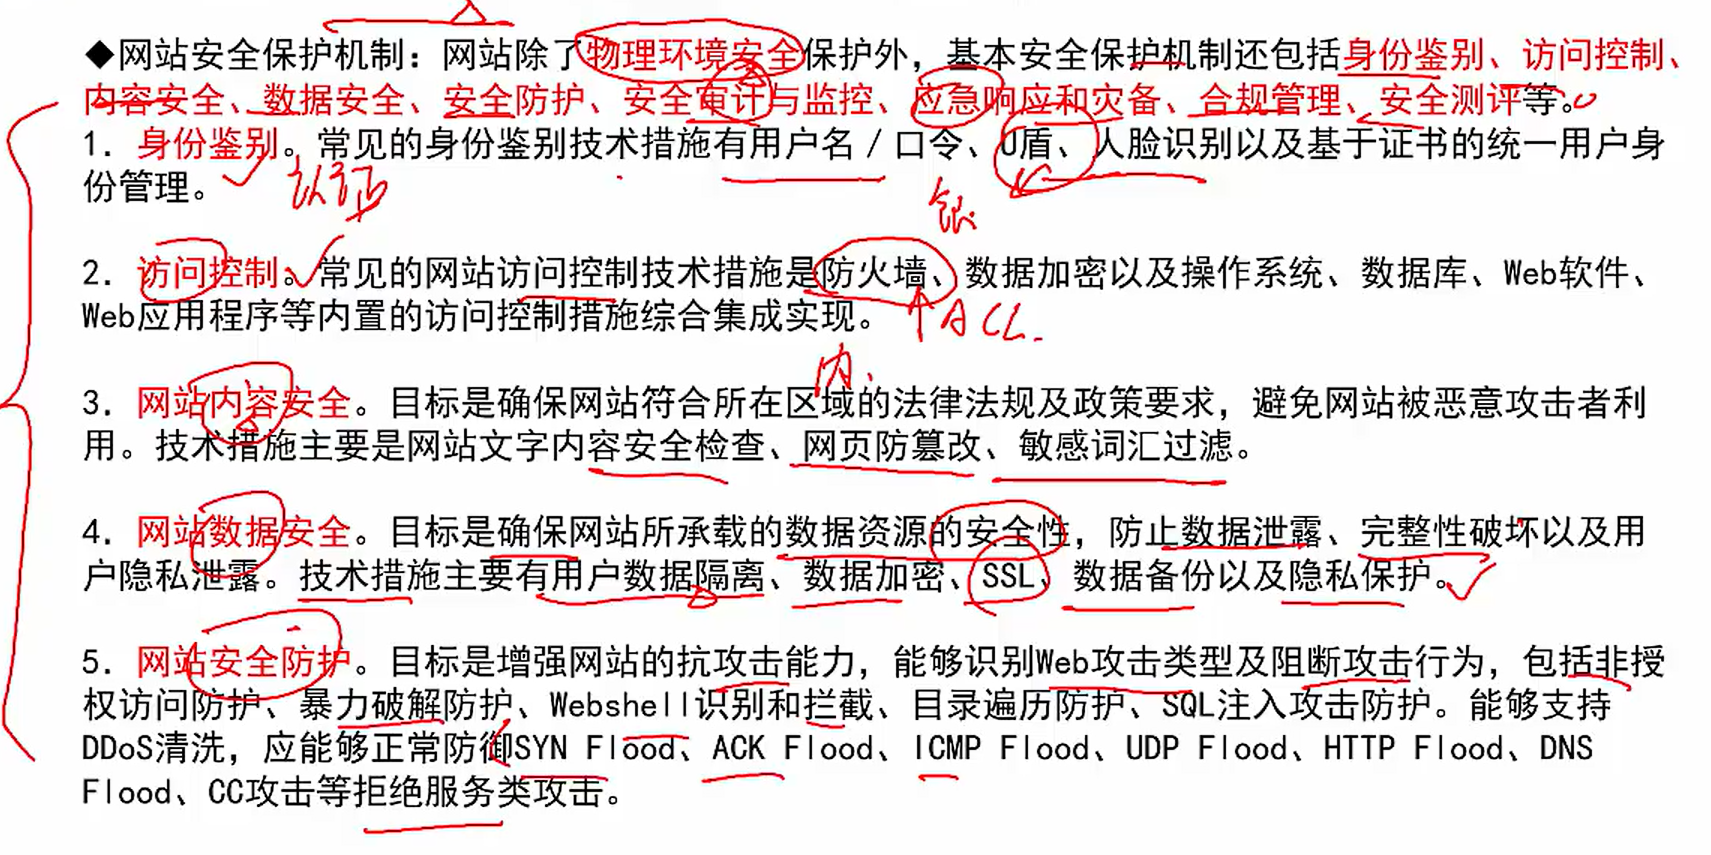 ◆网站安全保护机制：网站除了物理环境安全保护外，基本安全保护机制还包括身份鉴别、访问控制、
内容安全、数据安全、安全防护、安全审计与监控、应急响应和灾备、合规管理、安全测评等。
1. 身份鉴别。常见的身份鉴别技术措施有用户名/口令、U盾、人脸识别以及基于证书的统一用户身
份管理。
认证
银
2. 访问控制。常见的网站访问控制技术措施是防火墙、数据加密以及操作系统、数据库、Web软件、
Web应用程序等内置的访问控制措施综合集成实现。
ACL.
内.
3. 网站内容安全。目标是确保网站符合所在区域的法律法规及政策要求，避免网站被恶意攻击者利
用。技术措施主要是网站文字内容安全检查、网页防篡改、敏感词汇过滤。
4. 网站数据安全。目标是确保网站所承载的数据资源的安全性，防止数据泄露、完整性破坏以及用
户隐私泄露。技术措施主要有用户数据隔离、数据加密、SSL、数据备份以及隐私保护。
5. 网站安全防护。目标是增强网站的抗攻击能力，能够识别Web攻击类型及阻断攻击行为，包括非授
权访问防护、暴力破解防护、Webshell识别和拦截、目录遍历防护、SQL注入攻击防护。能够支持
DDoS清洗，应能够正常防御SYN Flood、ACK Flood、ICMP Flood、UDP Flood、HTTP Flood、DNS
Flood、CC攻击等拒绝服务类攻击。